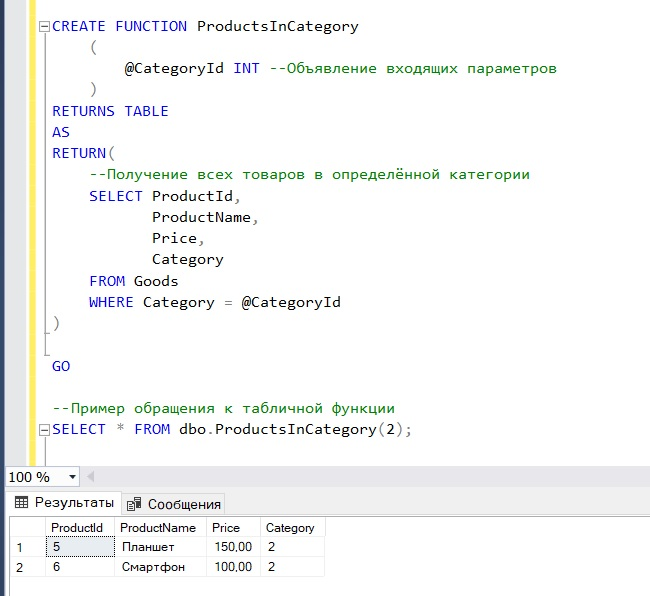 CREATE FUNCTION ProductsInCategory
(
@CategoryId INT --Объявление входящих параметров
)
RETURNS TABLE
AS
RETURN(
--Получение всех товаров в определённой категории
SELECT ProductId,
ProductName,
Price,
Category
FROM Goods
WHERE Category = @CategoryId
)
GO
--Пример обращения к табличной функции
SELECT * FROM dbo.ProductsInCategory(2);
100 %
Результаты Сообщения
ProductId ProductName Price Category
1 5 Планшет 150,00 2
2 6 Смартфон 100,00 2